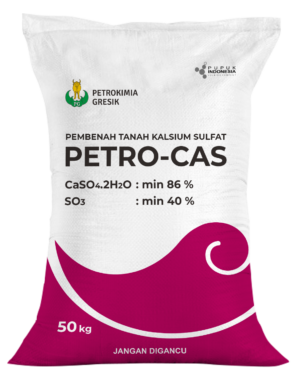 PETROKIMIA
GRESIK
PG
PUPUK
INDONESIA
PEMBENAH TANAH KALSIUM SULFAT
PETRO-CAS
CaSO4.2H2O : min 86 %
SO3 : min 40 %
50 kg
JANGAN DIGANCU